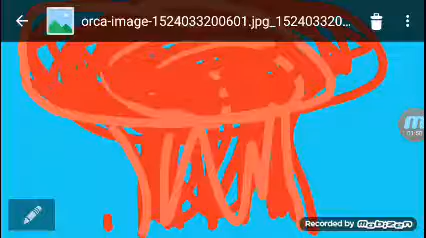 orca-image-1524033200601.jpg_152403320...
Recorded by mobizen